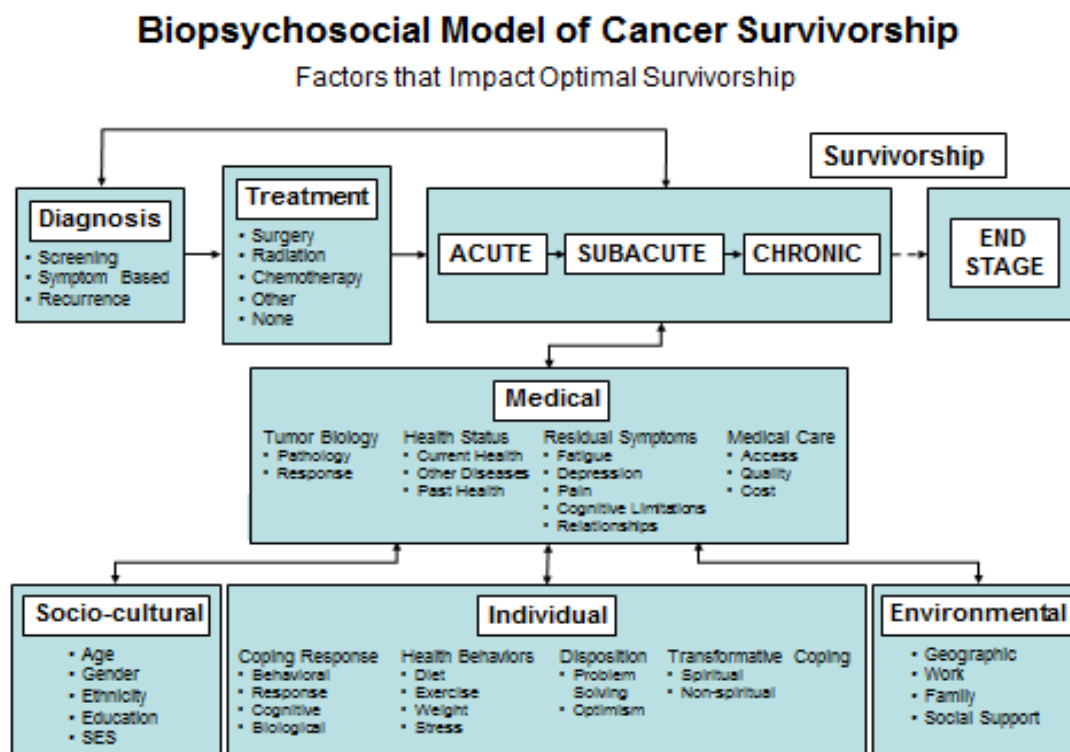 Biopsychosocial Model of Cancer Survivorship
Factors that Impact Optimal Survivorship
Survivorship
Diagnosis
▪ Screening
▪ Symptom Based
▪ Recurrence
Treatment
▪ Surgery
▪ Radiation
▪ Chemotherapy
▪ Other
▪ None
ACUTE
SUBACUTE
CHRONIC
END
STAGE
Medical
Tumor Biology
▪ Pathology
▪ Response
Health Status
▪ Current Health
▪ Other Diseases
▪ Past Health
Residual Symptoms
▪ Fatigue
▪ Depression
▪ Pain
▪ Cognitive Limitations
▪ Relationships
Medical Care
▪ Access
▪ Quality
▪ Cost
Socio-cultural
▪ Age
▪ Gender
▪ Ethnicity
▪ Education
▪ SES
Individual
Coping Response
▪ Behavioral
▪ Response
▪ Cognitive
▪ Biological
Health Behaviors
▪ Diet
▪ Exercise
▪ Weight
▪ Stress
Disposition
▪ Problem
Solving
▪ Optimism
Transformative Coping
▪ Spiritual
▪ Non-spiritual
Environmental
▪ Geographic
▪ Work
▪ Family
▪ Social Support